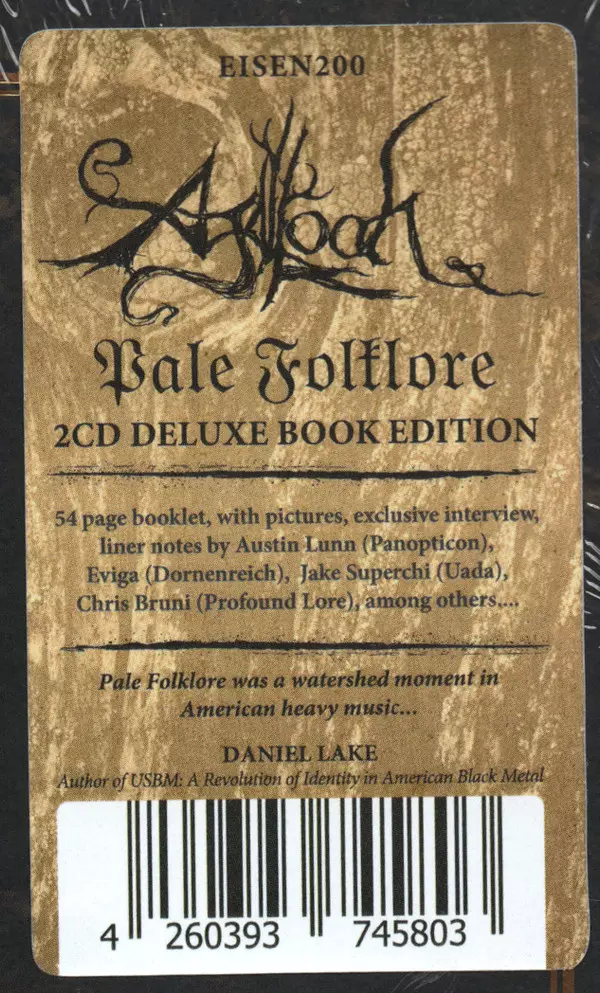 EISEN200
Agalloch
Pale Folklore
2CD DELUXE BOOK EDITION
54 page booklet, with pictures, exclusive interview,
liner notes by Austin Lunn (Panopticon),
Eviga (Dornenreich), Jake Superchi (Uada),
Chris Bruni (Profound Lore), among others,...
Pale Folklore was a watershed moment in
American heavy music...
DANIEL LAKE
Author of USBM: A Revolution of Identity in American Black Metal
4 260393 745803